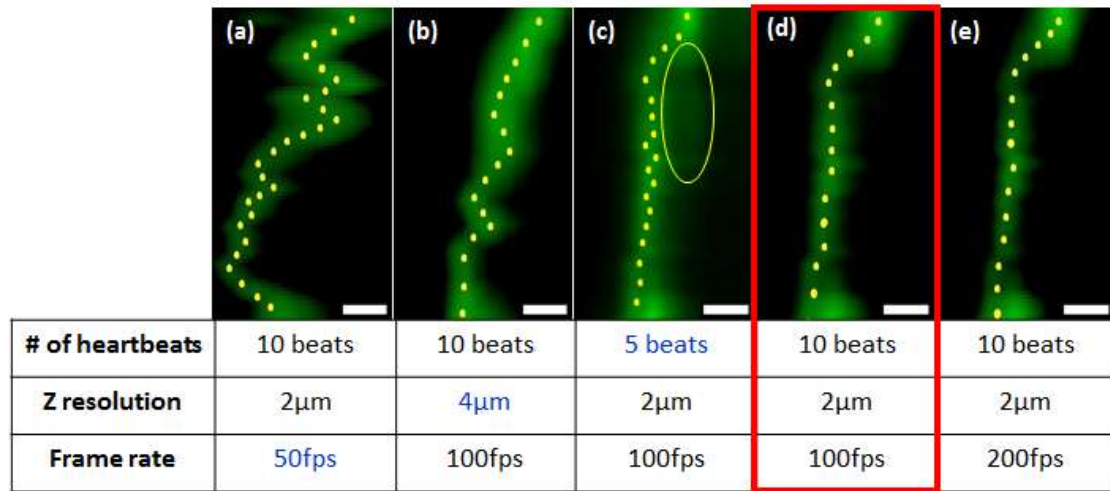 (a) (b) (c) (d) (e)
# of heartbeats 10 beats 10 beats 5 beats 10 beats 10 beats
Z resolution 2µm 4µm 2µm 2µm 2µm
Frame rate 50fps 100fps 100fps 100fps 200fps